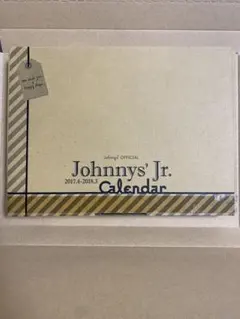 Johnnys' OFFICIAL
Johnnys' Jr.
2017.4-2018.3
Calendar